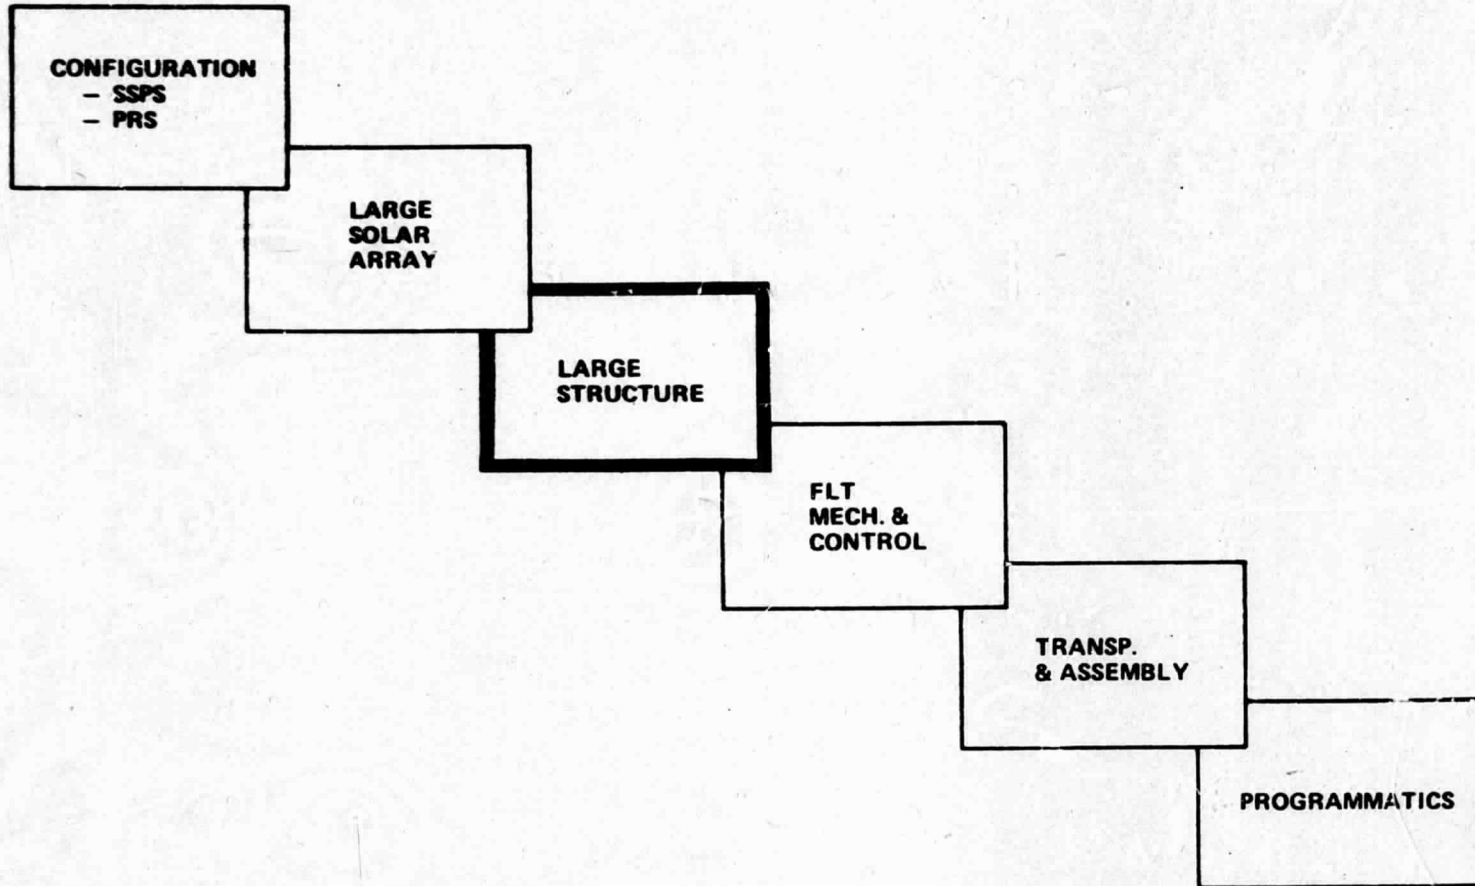 CONFIGURATION
– SSPS
– PRS
LARGE
SOLAR
ARRAY
LARGE
STRUCTURE
FLT
MECH. &
CONTROL
TRANSP.
& ASSEMBLY
PROGRAMMATICS